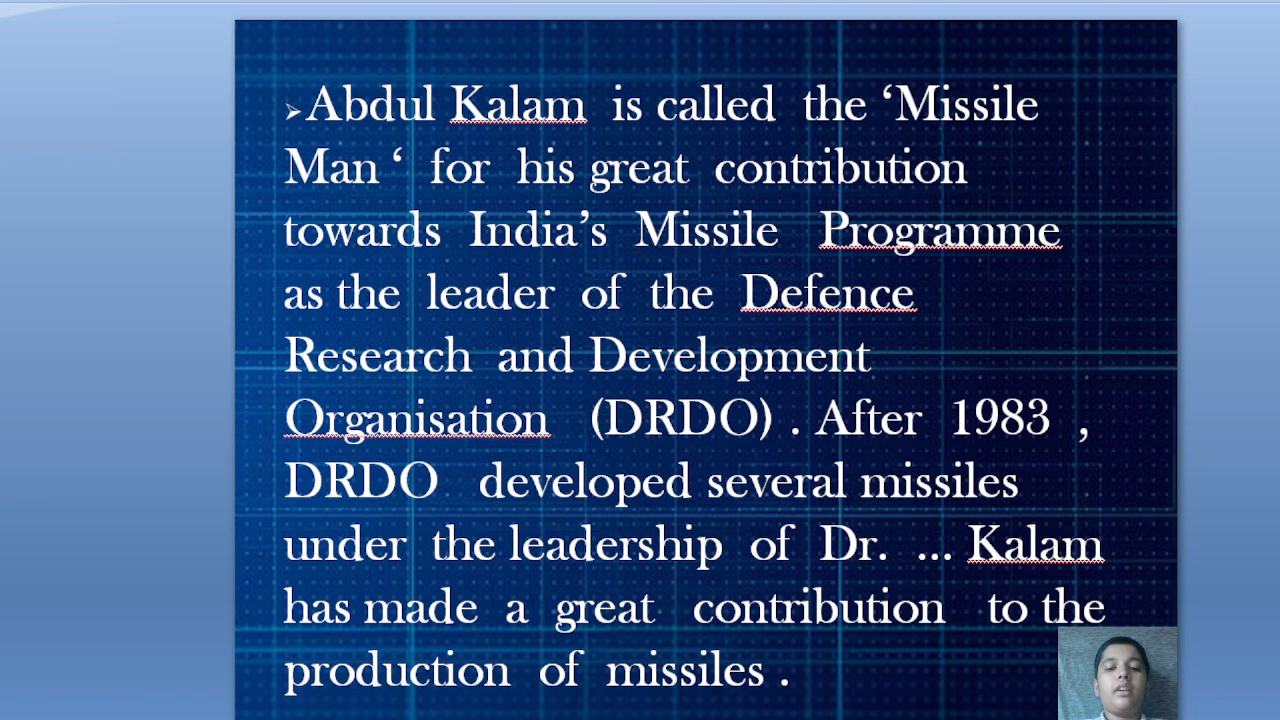 ➢Abdul Kalam is called the ‘Missile
Man ‘ for his great contribution
towards India’s Missile Programme
as the leader of the Defence
Research and Development
Organisation (DRDO) . After 1983 ,
DRDO developed several missiles
under the leadership of Dr. ... Kalam
has made a great contribution to the
production of missiles .